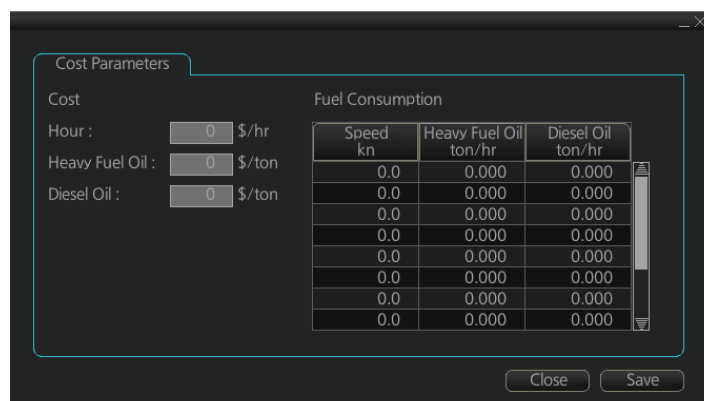 Cost Parameters
Cost
Hour : 0 $/hr
Heavy Fuel Oil : 0 $/ton
Diesel Oil : 0 $/ton
Fuel Consumption
Speed kn Heavy Fuel Oil ton/hr Diesel Oil ton/hr
0.0 0.000 0.000
0.0 0.000 0.000
0.0 0.000 0.000
0.0 0.000 0.000
0.0 0.000 0.000
0.0 0.000 0.000
0.0 0.000 0.000
0.0 0.000 0.000
Close Save